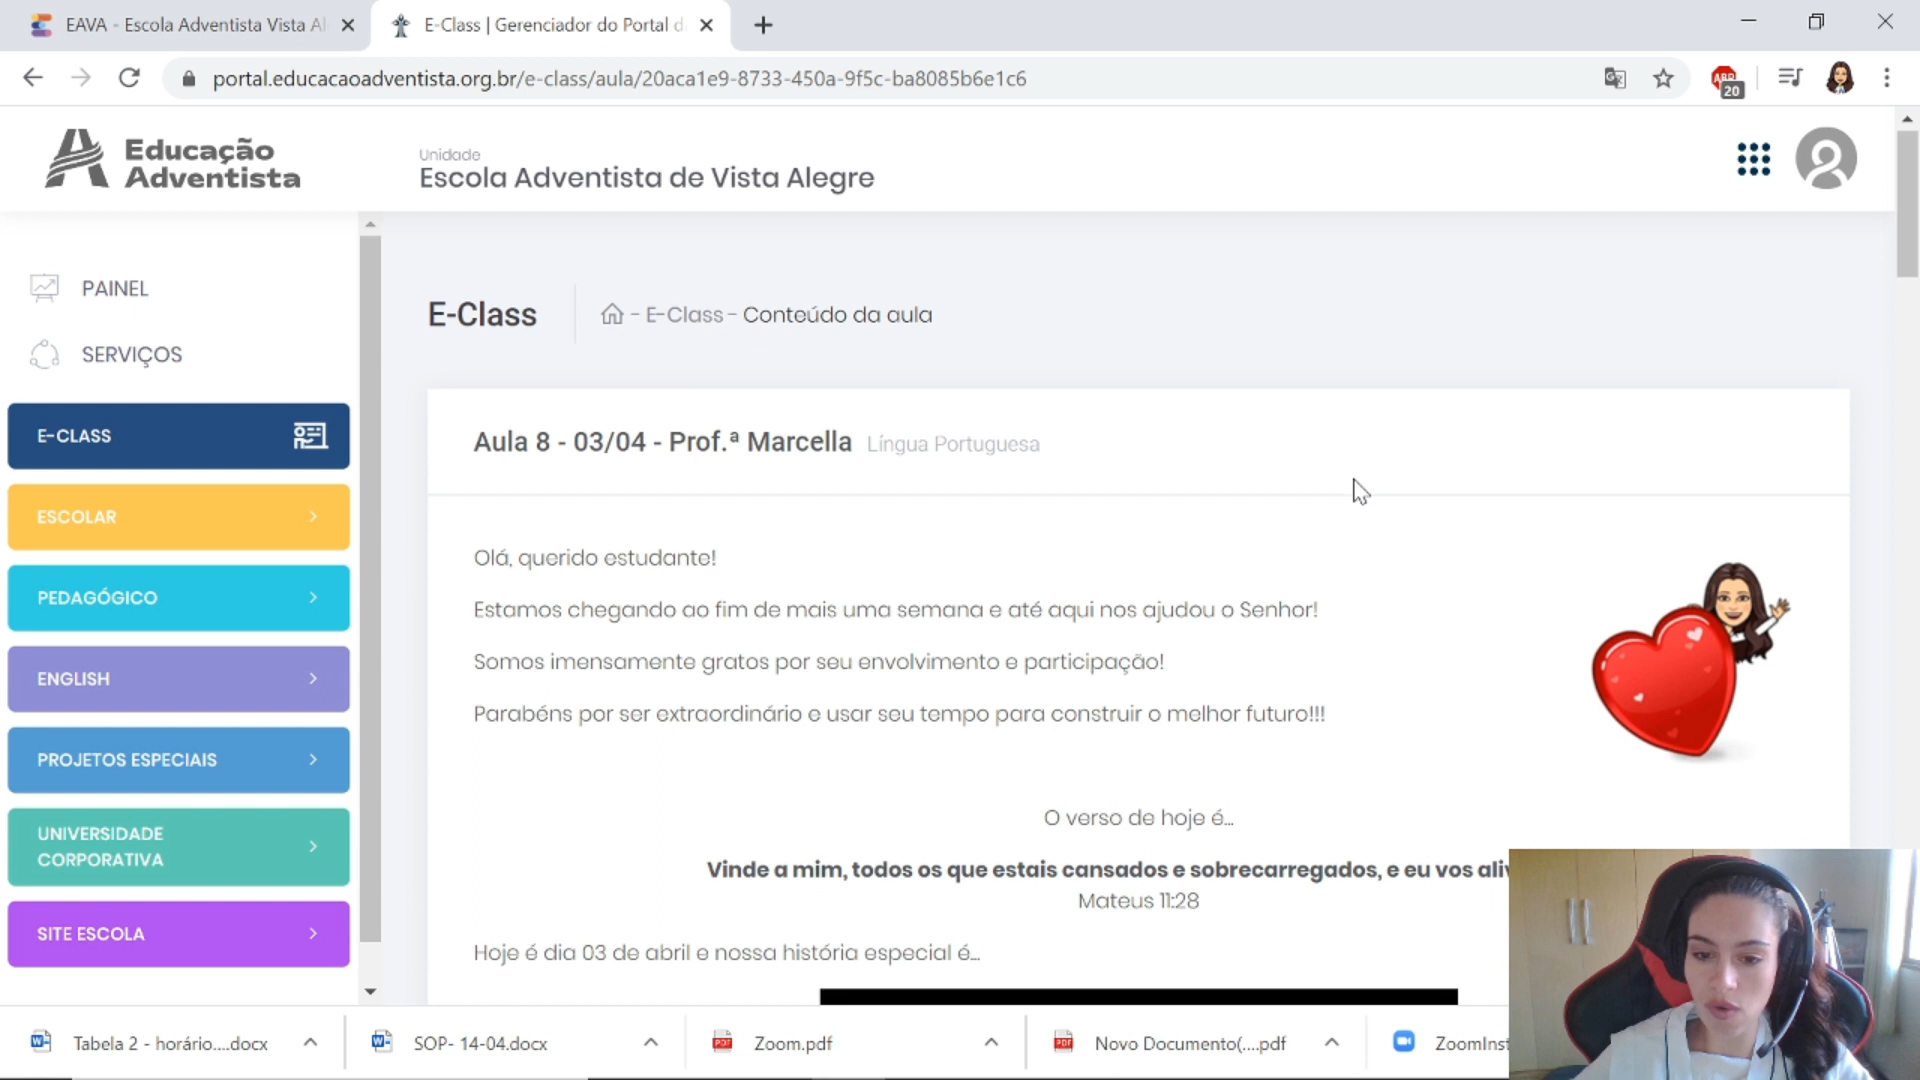 EAVA - Escola Adventista Vista Al
E-Class | Gerenciador do Portal d
portal.educacaoadventista.org.br/e-class/aula/20aca1e9-8733-450a-9f5c-ba8085b6e1c6
ABP
20
Educação
Adventista
Unidade
Escola Adventista de Vista Alegre
PAINEL
SERVIÇOS
E-CLASS
ESCOLAR
PEDAGÓGICO
ENGLISH
PROJETOS ESPECIAIS
UNIVERSIDADE
CORPORATIVA
SITE ESCOLA
E-Class
- E-Class - Conteúdo da aula
Aula 8 - 03/04 - Prof.ª Marcella Língua Portuguesa
Olá, querido estudante!
Estamos chegando ao fim de mais uma semana e até aqui nos ajudou o Senhor!
Somos imensamente gratos por seu envolvimento e participação!
Parabéns por ser extraordinário e usar seu tempo para construir o melhor futuro!!!
O verso de hoje é...
Vinde a mim, todos os que estais cansados e sobrecarregados, e eu vos aliv
Mateus 11:28
Hoje é dia 03 de abril e nossa história especial é...
Tabela 2 - horário....docx
SOP- 14-04.docx
Zoom.pdf
Novo Documento(....pdf
ZoomInst